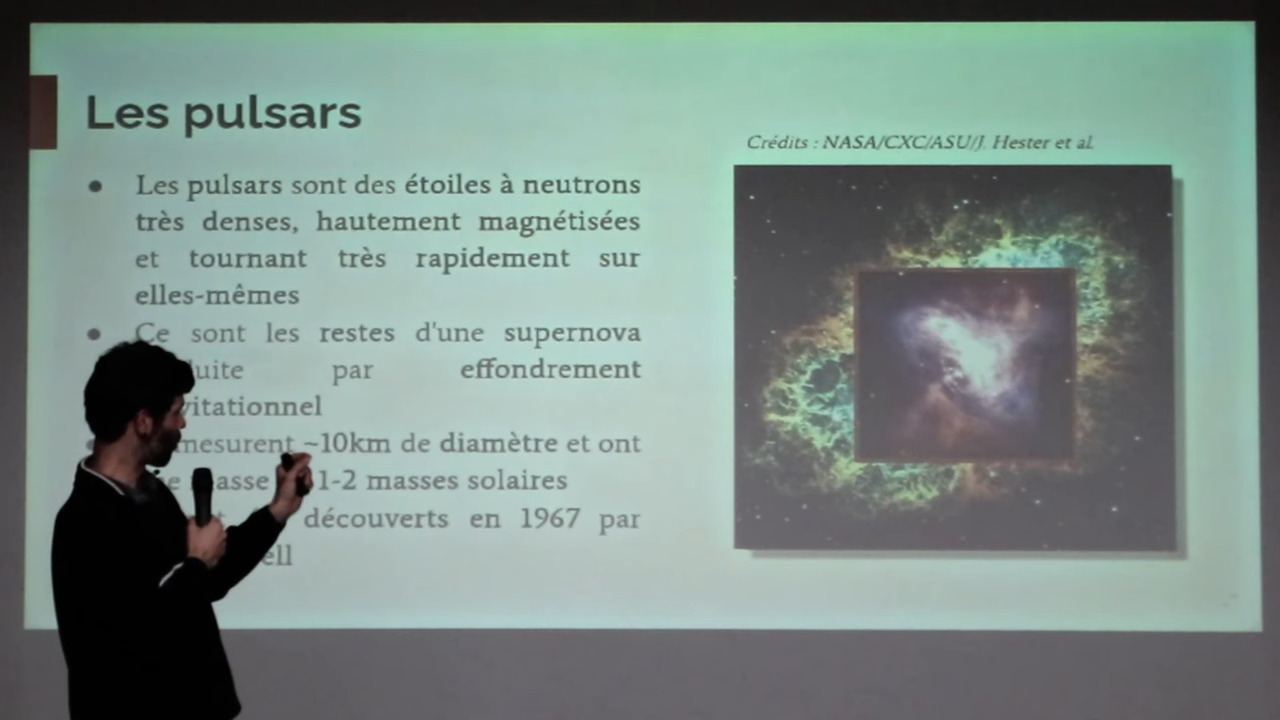 Les pulsars
Crédits : NASA/CXC/ASU/J. Hester et al.
● Les pulsars sont des étoiles à neutrons
très denses, hautement magnétisées
et tournant très rapidement sur
elles-mêmes
● Ce sont les restes d'une supernova
par effondrement
mesurent ~10km de diamètre et ont
1-2 masses solaires
découverts en 1967 par